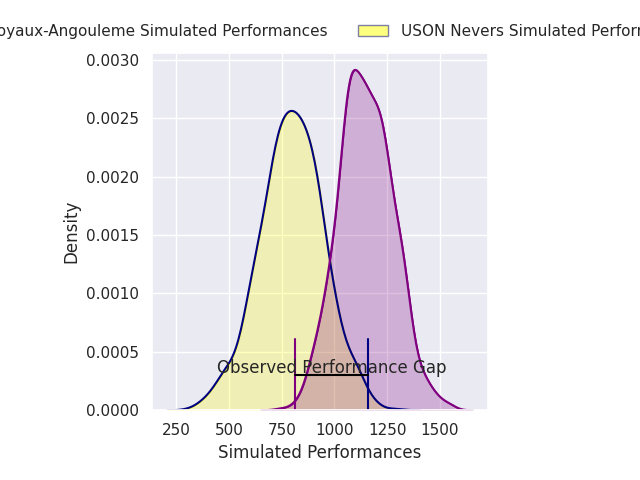 oyaux-Angouleme Simulated Performances USON Nevers Simulated Perfor
0.0030
0.0025
0.0020
0.0015
0.0010
0.0005
0.0000
Density
Observed Performance Gap
250 500 750 1000 1250 1500
Simulated Performances